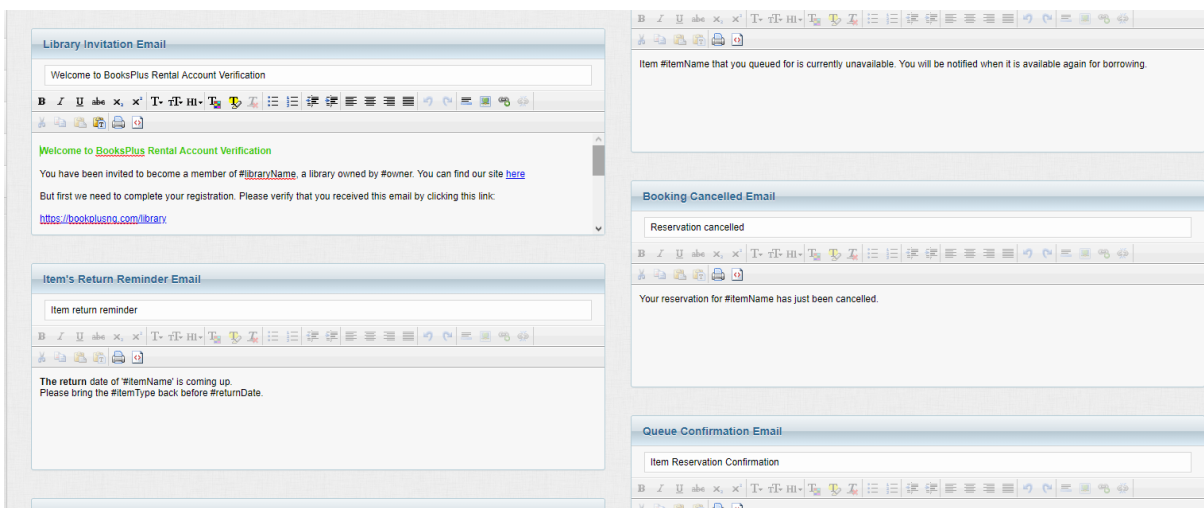 Library Invitation Email
Welcome to BooksPlus Rental Account Verification
Welcome to BooksPlus Rental Account Verification
You have been invited to become a member of #libraryName, a library owned by #owner. You can find our site here
But first we need to complete your registration. Please verify that you received this email by clicking this link:
https://bookplusng.com/library
Item's Return Reminder Email
Item return reminder
The return date of '#itemName' is coming up.
Please bring the #itemType back before #returnDate.
Item #itemName that you queued for is currently unavailable. You will be notified when it is available again for borrowing.
Booking Cancelled Email
Reservation cancelled
Your reservation for #itemName has just been cancelled.
Queue Confirmation Email
Item Reservation Confirmation